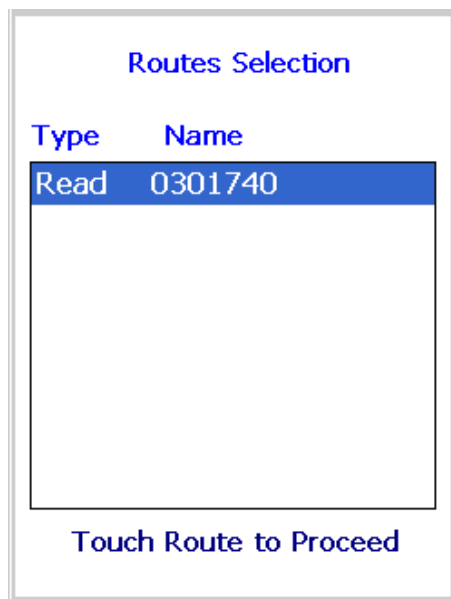 Routes Selection
Type Name
Read 0301740
Touch Route to Proceed